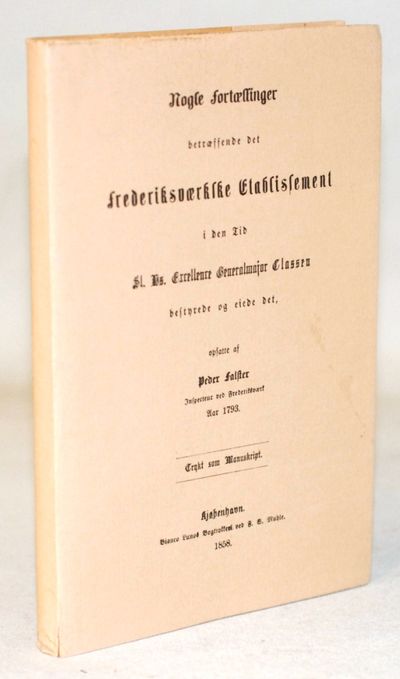 Nogle Fortællinger
betræffende det
Frederiksværkske Etablissement
i den Tid
Sl. Hs. Excellence Generalmajor Classen
bestyrede og eiede det,
opsatte af
Peder Falster
Inspecteur ved Frederiksværk
Aar 1793.
Trykt som Manuskript.
Kjøbenhavn.
Bianco Lunos Bogtrykkeri ved F. S. Muhle.
1858.